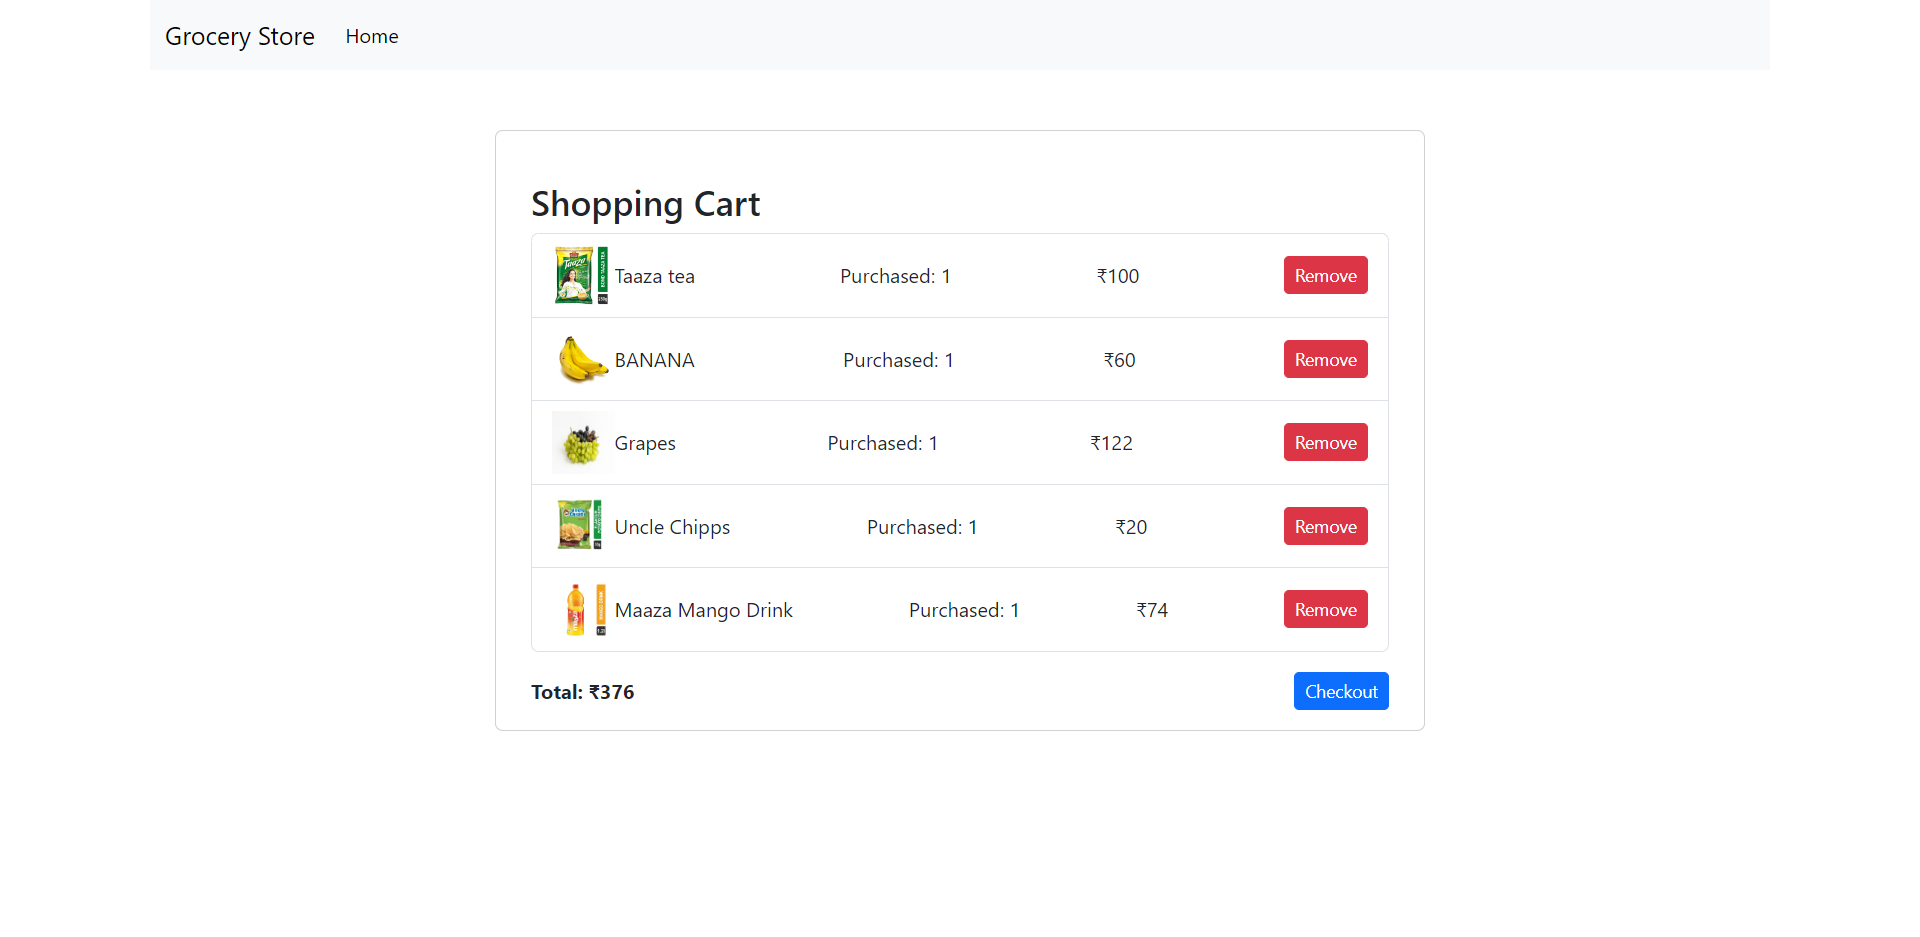 Grocery Store Home
Shopping Cart
Taaza tea Purchased: 1 ₹100 Remove
BANANA Purchased: 1 ₹60 Remove
Grapes Purchased: 1 ₹122 Remove
Uncle Chipps Purchased: 1 ₹20 Remove
Maaza Mango Drink Purchased: 1 ₹74 Remove
Total: ₹376 Checkout